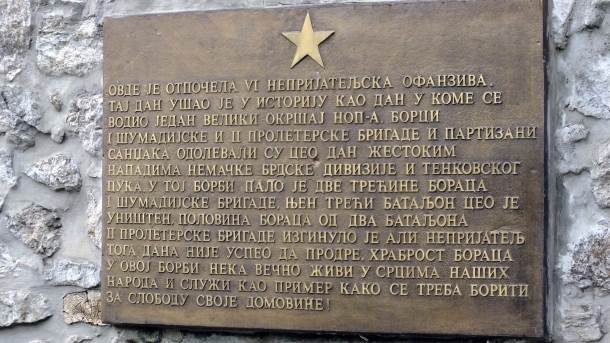 ОВДЕ ЈЕ ОТПОЧЕЛА VI НЕПРИЈАТЕЉСКА ОФАНЗИВА.
ТАЈ ДАН УШАО ЈЕ У ИСТОРИЈУ КАО ДАН У КОМЕ СЕ
ВОДИО ЈЕДАН ВЕЛИКИ ОКРШАЈ НОП-А. БОРЦИ
I ШУМАДИЈСКЕ И II ПРОЛЕТЕРСКЕ БРИГАДЕ И ПАРТИЗАНИ
САНЏАКА ОДОЛЕВАЛИ СУ ЦЕО ДАН ЖЕСТОКИМ
НАПАДИМА НЕМАЧКЕ БРДСКЕ ДИВИЗИЈЕ И ТЕНКОВСКОГ
ПУКА. У ТОЈ БОРБИ ПАЛО ЈЕ ДВЕ ТРЕЋИНЕ БОРАЦА
I ШУМАДИЈСКЕ БРИГАДЕ, ЊЕН ТРЕЋИ БАТАЉОН ЦЕО ЈЕ
УНИШТЕН, ПОЛОВИНА БОРАЦА ОД ДВА БАТАЉОНА
II ПРОЛЕТЕРСКЕ БРИГАДЕ ИЗГИНУЛО ЈЕ АЛИ НЕПРИЈАТЕЉ
ТОГА ДАНА НИЈЕ УСПЕО ДА ПРОДРЕ. ХРАБРОСТ БОРАЦА
У ОВОЈ БОРБИ НЕКА ВЕЧНО ЖИВИ У СРЦИМА НАШИХ
НАРОДА И СЛУЖИ КАО ПРИМЕР КАКО СЕ ТРЕБА БОРИТИ
ЗА СЛОБОДУ СВОЈЕ ДОМОВИНЕ!